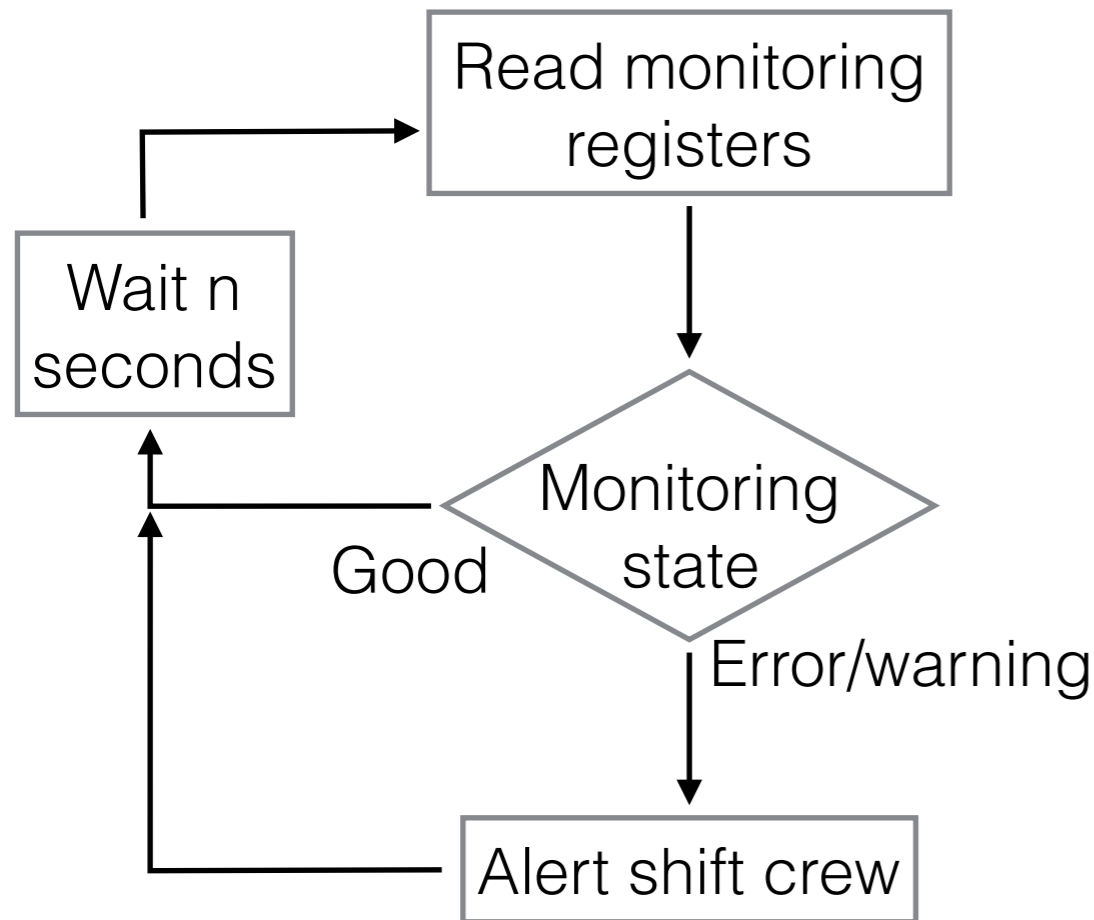 Read monitoring
registers
Wait n
seconds
Monitoring
state
Good
Error/warning
Alert shift crew